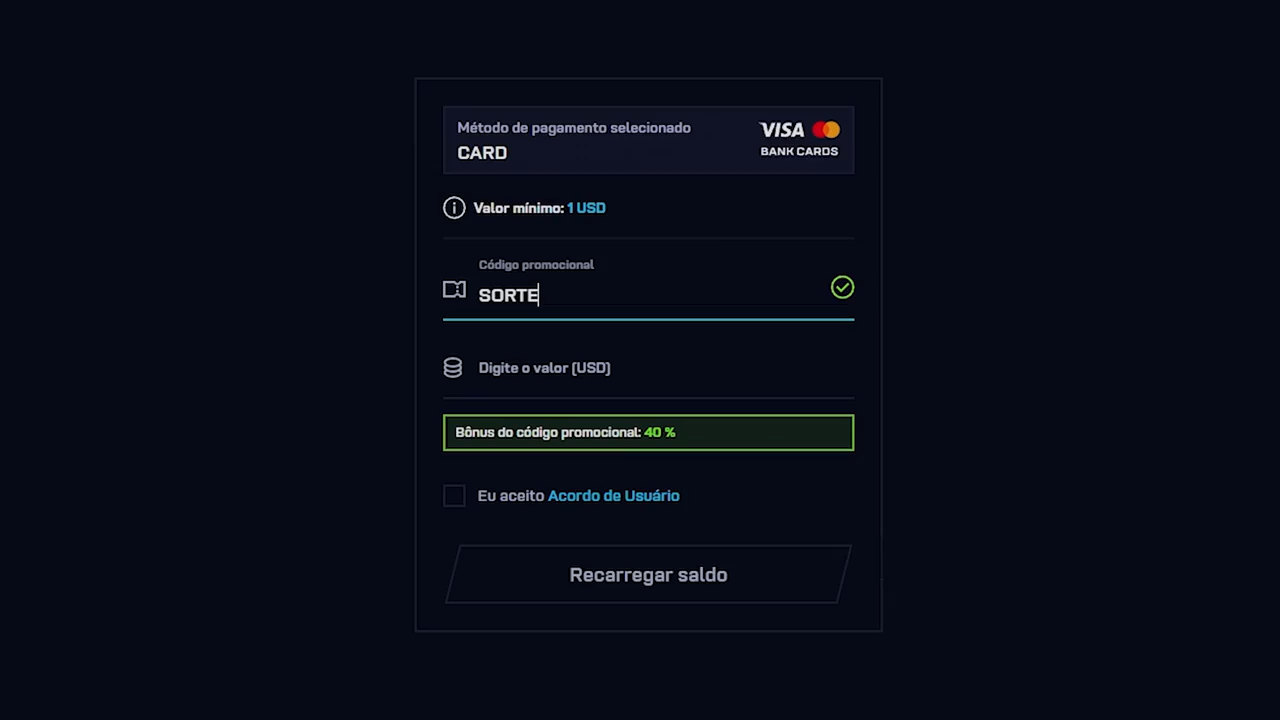 Método de pagamento selecionado
CARD
VISA
BANK CARDS
Valor mínimo: 1 USD
Código promocional
SORTE
Digite o valor (USD)
Bônus do código promocional: 40 %
Eu aceito Acordo de Usuário
Recarregar saldo